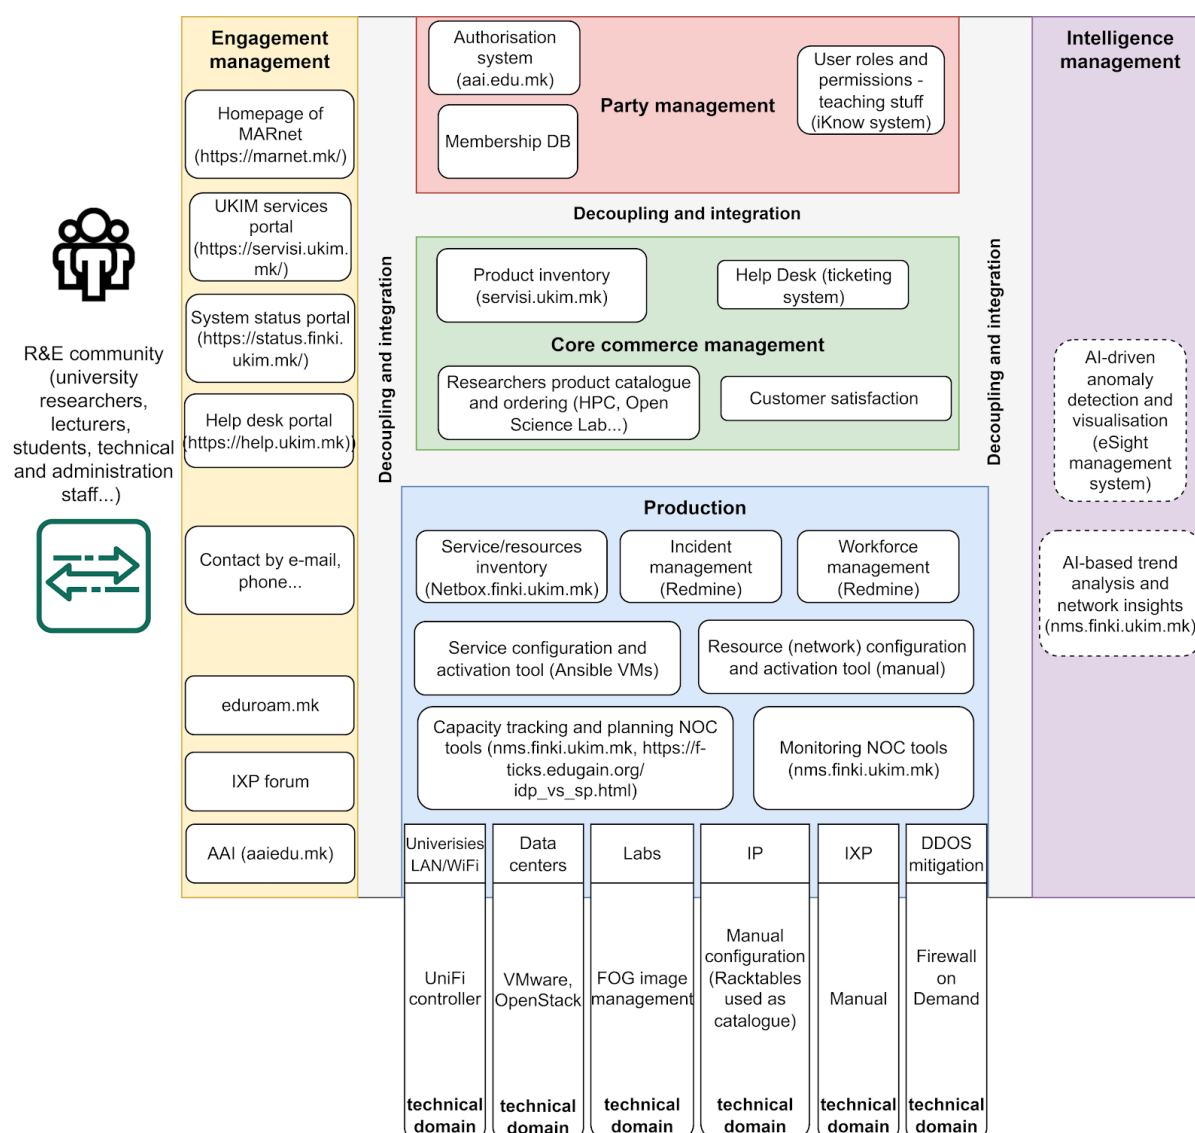 Engagement
management
Homepage of
MARnet
(https://marnet.mk/)
UKIM services
portal
(https://servisi.ukim.
mk/)
System status portal
(https://status.finki.
ukim.mk/)
Help desk portal
(https://help.ukim.mk))
Contact by e-mail,
phone...
eduroam.mk
IXP forum
AAI (aaiedu.mk)
R&E community
(university
researchers,
lecturers,
students, technical
and administration
staff...)
Decoupling and integration
Authorisation
system
(aai.edu.mk)
Membership DB
Party management
User roles and
permissions -
teaching stuff
(iKnow system)
Decoupling and integration
Product inventory
(servisi.ukim.mk)
Help Desk (ticketing
system)
Core commerce management
Researchers product catalogue
and ordering (HPC, Open
Science Lab...)
Customer satisfaction
Decoupling and integration
Production
Service/resources
inventory
(Netbox.finki.ukim.mk)
Incident
management
(Redmine)
Workforce
management
(Redmine)
Service configuration and
activation tool (Ansible VMs)
Resource (network) configuration
and activation tool (manual)
Capacity tracking and planning NOC
tools (nms.finki.ukim.mk, https://f-
ticks.edugain.org/
idp_vs_sp.html)
Monitoring NOC tools
(nms.finki.ukim.mk)
Univerisies
LAN/WiFi
Data
centers
Labs
IP
IXP
DDOS
mitigation
UniFi
controller
VMware,
OpenStack
FOG image
management
Manual
configuration
(Racktables
used as
catalogue)
Manual
Firewall
on
Demand
technical
domain
technical
domain
technical
domain
technical
domain
technical
domain
technical
domain
Intelligence
management
AI-driven
anomaly
detection and
visualisation
(eSight
management
system)
AI-based trend
analysis and
network insights
(nms.finki.ukim.mk)